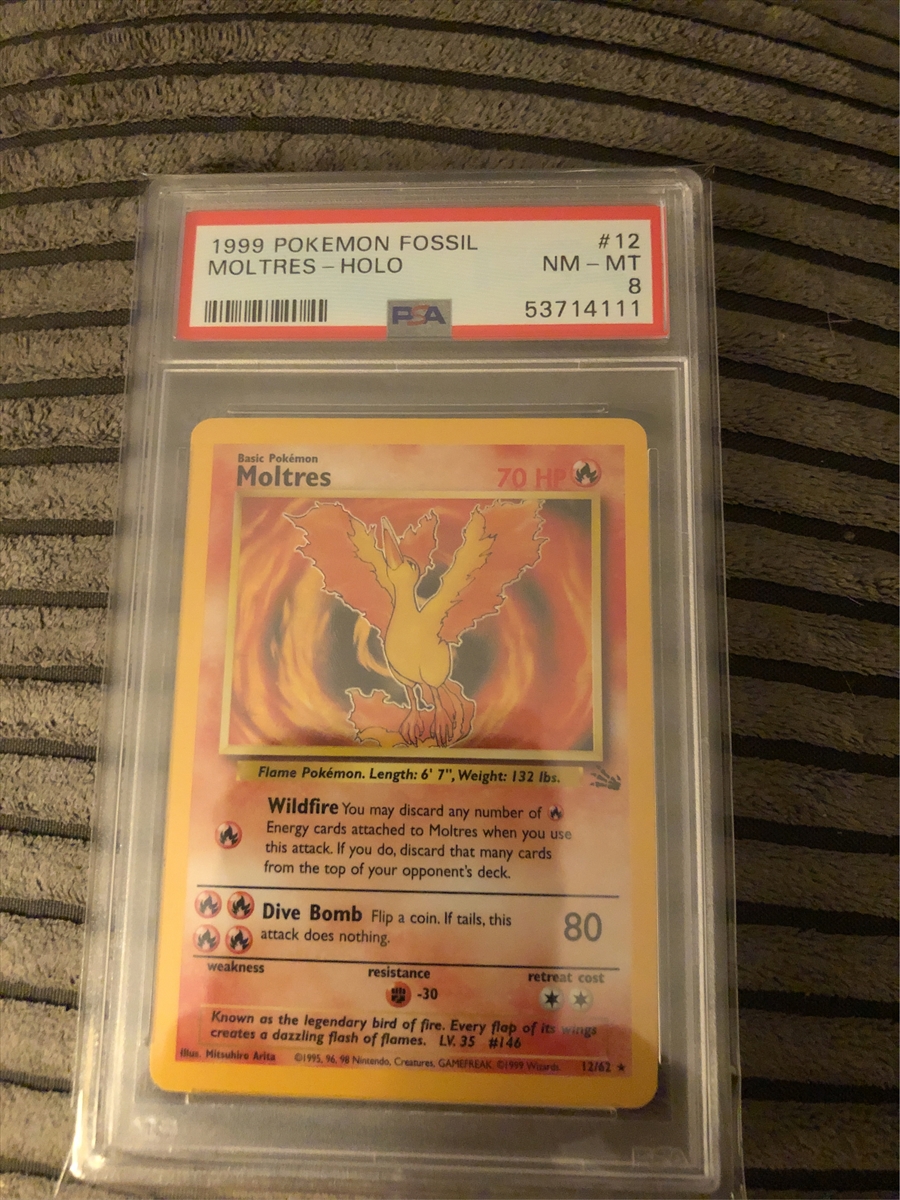 1999 POKEMON FOSSIL #12
MOLTRES - HOLO NM - MT
8
PSA 53714111
Basic Pokémon
Moltres 70 HP
Flame Pokémon. Length: 6' 7", Weight: 132 lbs.
Wildfire You may discard any number of
Energy cards attached to Moltres when you use
this attack. If you do, discard that many cards
from the top of your opponent's deck.
Dive Bomb Flip a coin. If tails, this 80
attack does nothing.
weakness resistance retreat cost
-30
Known as the legendary bird of fire. Every flap of its wings
creates a dazzling flash of flames. LV. 35 #146
Illus. Mitsuhiro Arita ©1995, 96, 98 Nintendo, Creatures, GAMEFREAK. ©1999 Wizards. 12/62 ★